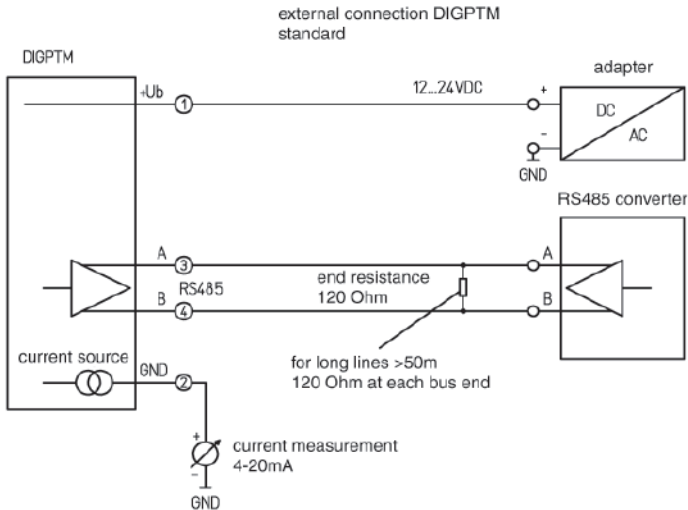 external connection DIGPTM
standard
DIGPTM
adapter
+Ub
1
12...24VDC
+
DC
AC
-
GND
RS485 converter
A
3
A
RS485
end resistance
120 Ohm
B
4
B
current source
GND
2
for long lines >50m
120 Ohm at each bus end
+
current measurement
4-20mA
-
GND